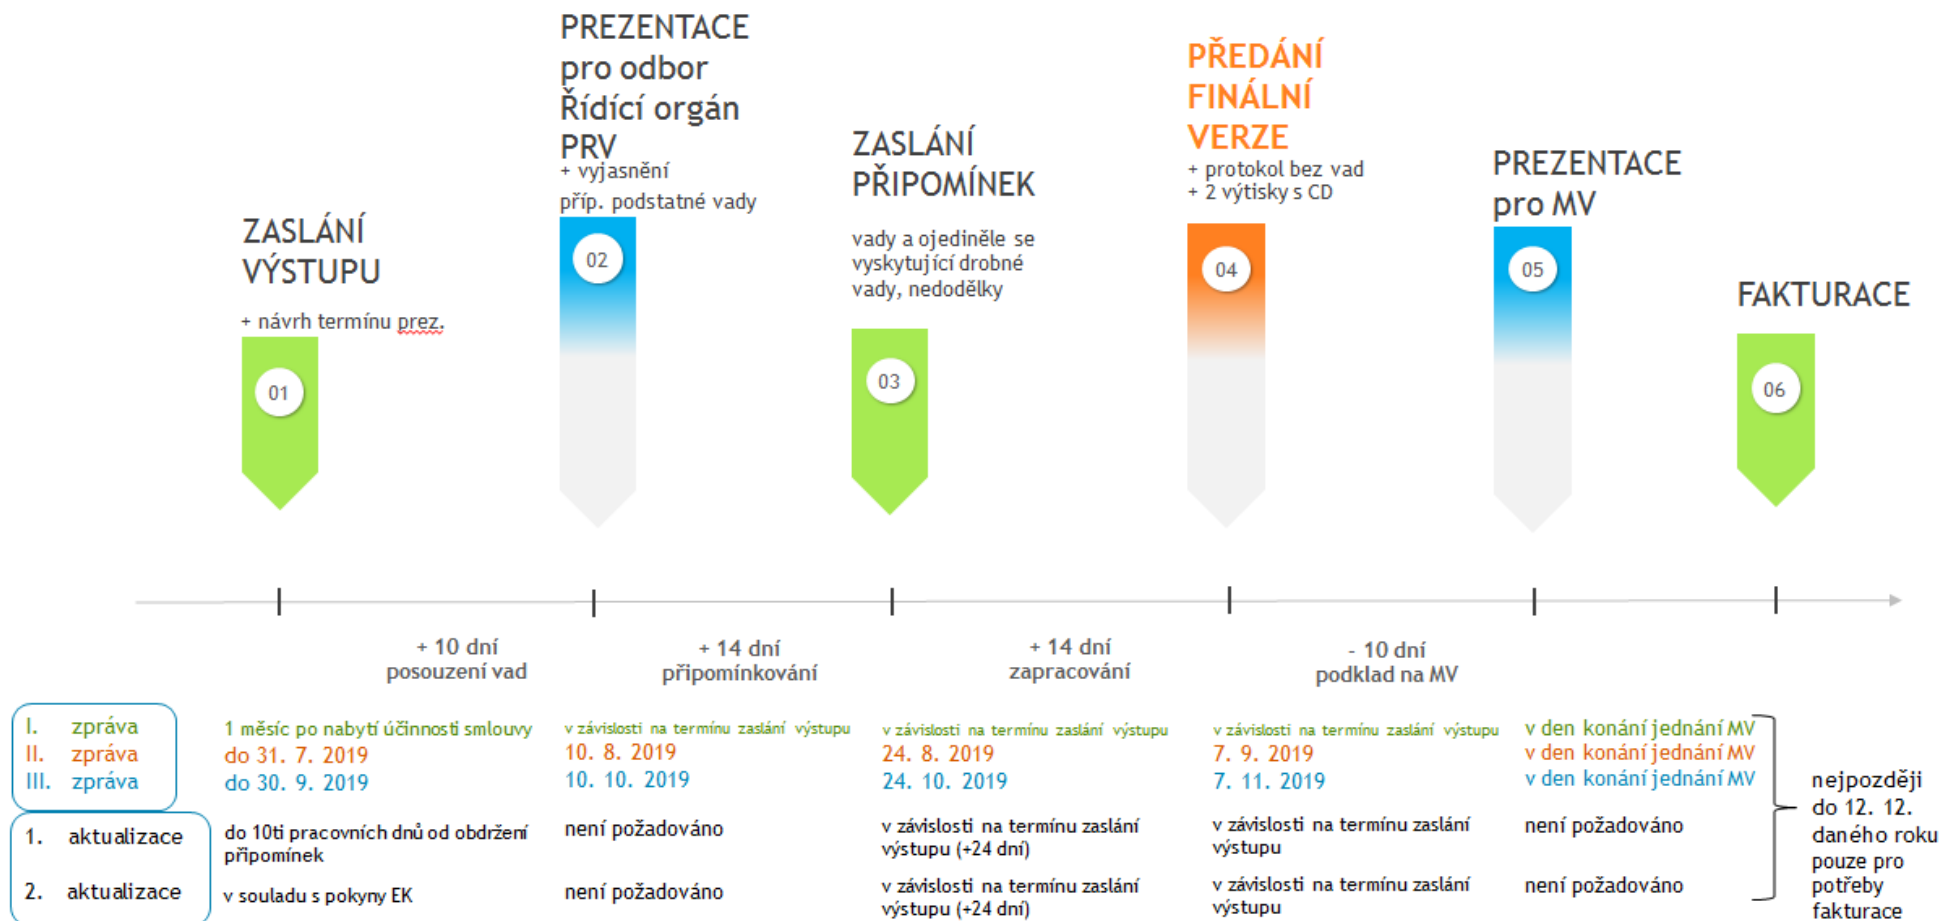 ZASLÁNÍ
VÝSTUPU
+ návrh termínu prez.
01
PREZENTACE
pro odbor
Řídící orgán
PRV
+ vyjasnění
příp. podstatné vady
02
ZASLÁNÍ
PŘIPOMÍNEK
vady a ojediněle se
vyskytující drobné
vady, nedodělky
03
PŘEDÁNÍ
FINÁLNÍ
VERZE
+ protokol bez vad
+ 2 výtisky s CD
04
PREZENTACE
pro MV
05
FAKTURACE
06
+ 10 dní
posouzení vad
+ 14 dní
připomínkování
+ 14 dní
zapracování
- 10 dní
podklad na MV
I. zpráva
1 měsíc po nabytí účinnosti smlouvy
v závislosti na termínu zaslání výstupu
v závislosti na termínu zaslání výstupu
v závislosti na termínu zaslání výstupu
v den konání jednání MV
II. zpráva
do 31. 7. 2019
10. 8. 2019
24. 8. 2019
7. 9. 2019
v den konání jednání MV
III. zpráva
do 30. 9. 2019
10. 10. 2019
24. 10. 2019
7. 11. 2019
v den konání jednání MV
1. aktualizace
do 10ti pracovních dnů od obdržení
připomínek
není požadováno
v závislosti na termínu zaslání
výstupu (+24 dní)
v závislosti na termínu zaslání
výstupu
není požadováno
2. aktualizace
v souladu s pokyny EK
není požadováno
v závislosti na termínu zaslání
výstupu (+24 dní)
v závislosti na termínu zaslání
výstupu
není požadováno
nejpozději
do 12. 12.
daného roku
pouze pro
potřeby
fakturace